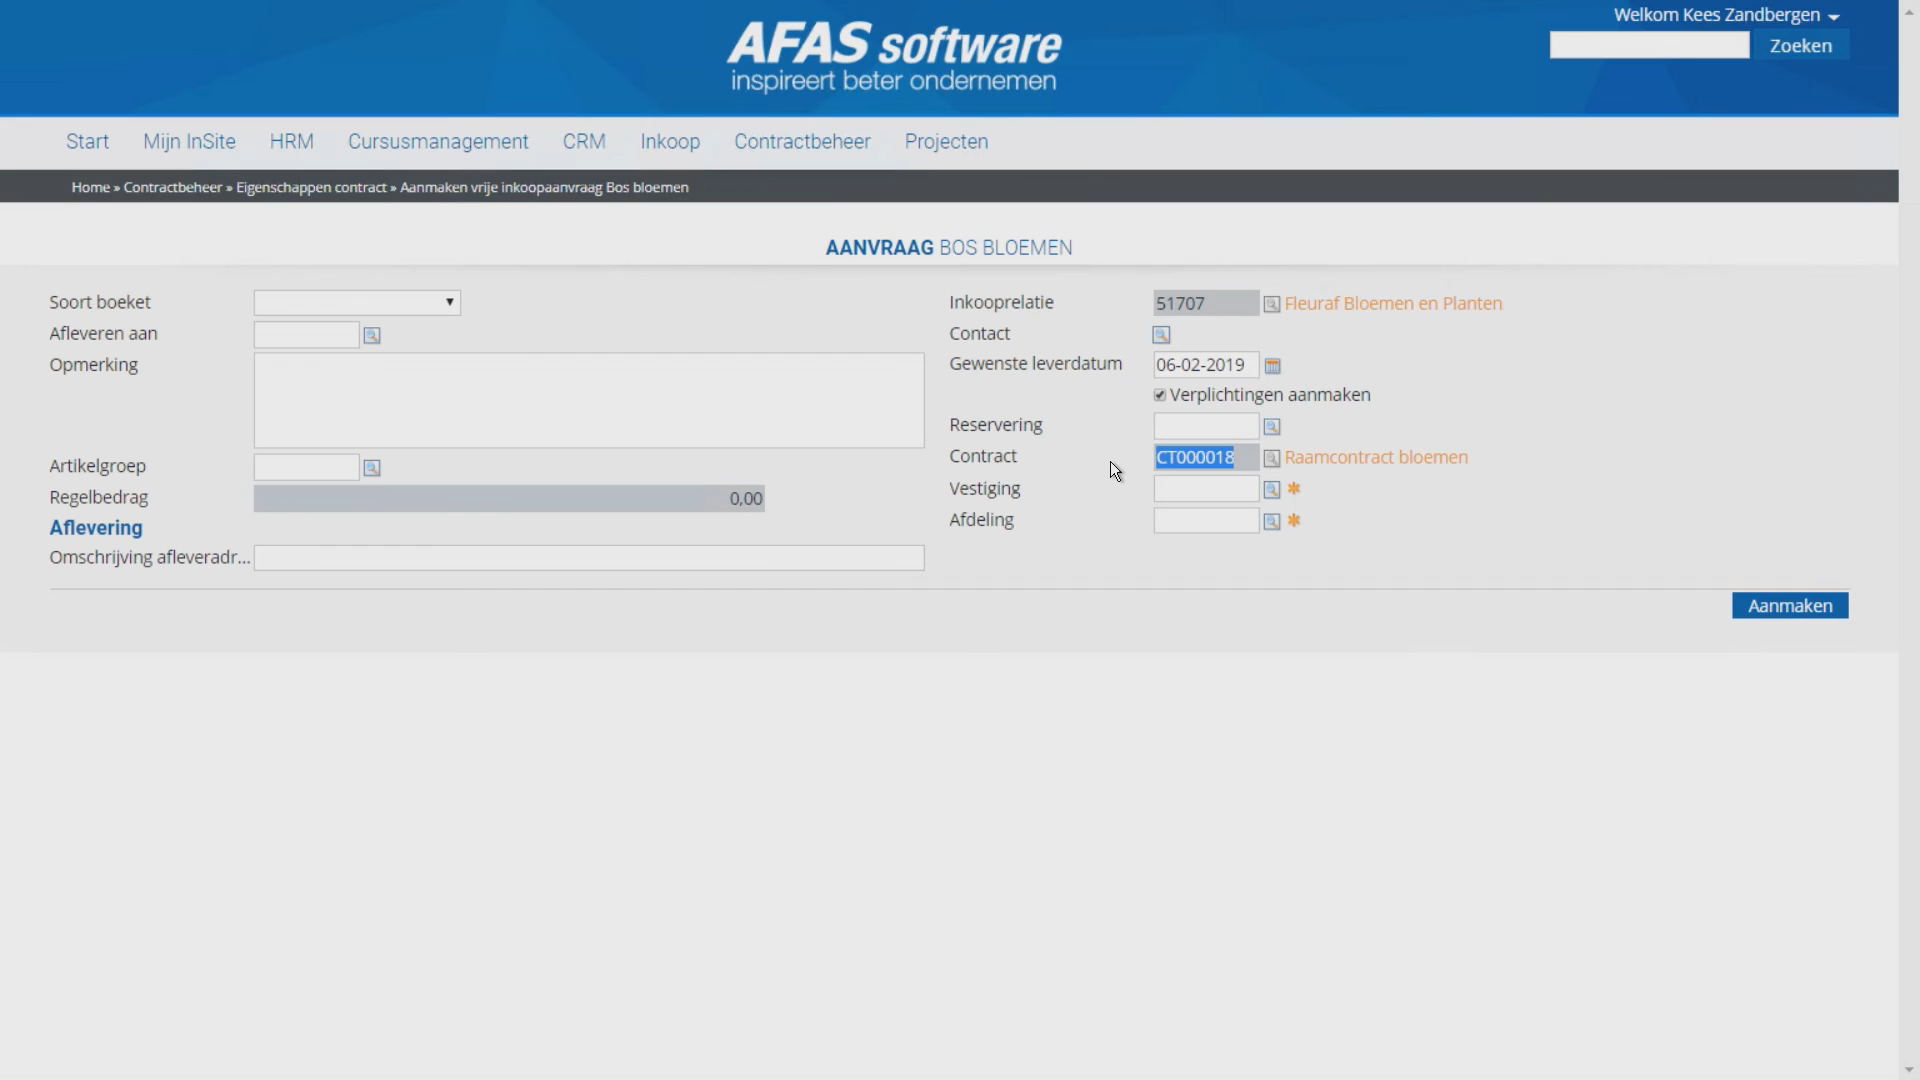 Welkom Kees Zandbergen
AFAS software
inspireert beter ondernemen
Zoeken
Start Mijn InSite HRM Cursusmanagement CRM Inkoop Contractbeheer Projecten
Home » Contractbeheer » Eigenschappen contract » Aanmaken vrije inkoopaanvraag Bos bloemen
AANVRAAG BOS BLOEMEN
Soort boeket
Afleveren aan
Opmerking
Artikelgroep
Regelbedrag 0,00
Aflevering
Omschrijving afleveradr...
Inkooprelatie 51707 Fleuraf Bloemen en Planten
Contact
Gewenste leverdatum 06-02-2019
Verplichtingen aanmaken
Reservering
Contract CT000018 Raamcontract bloemen
Vestiging *
Afdeling *
Aanmaken